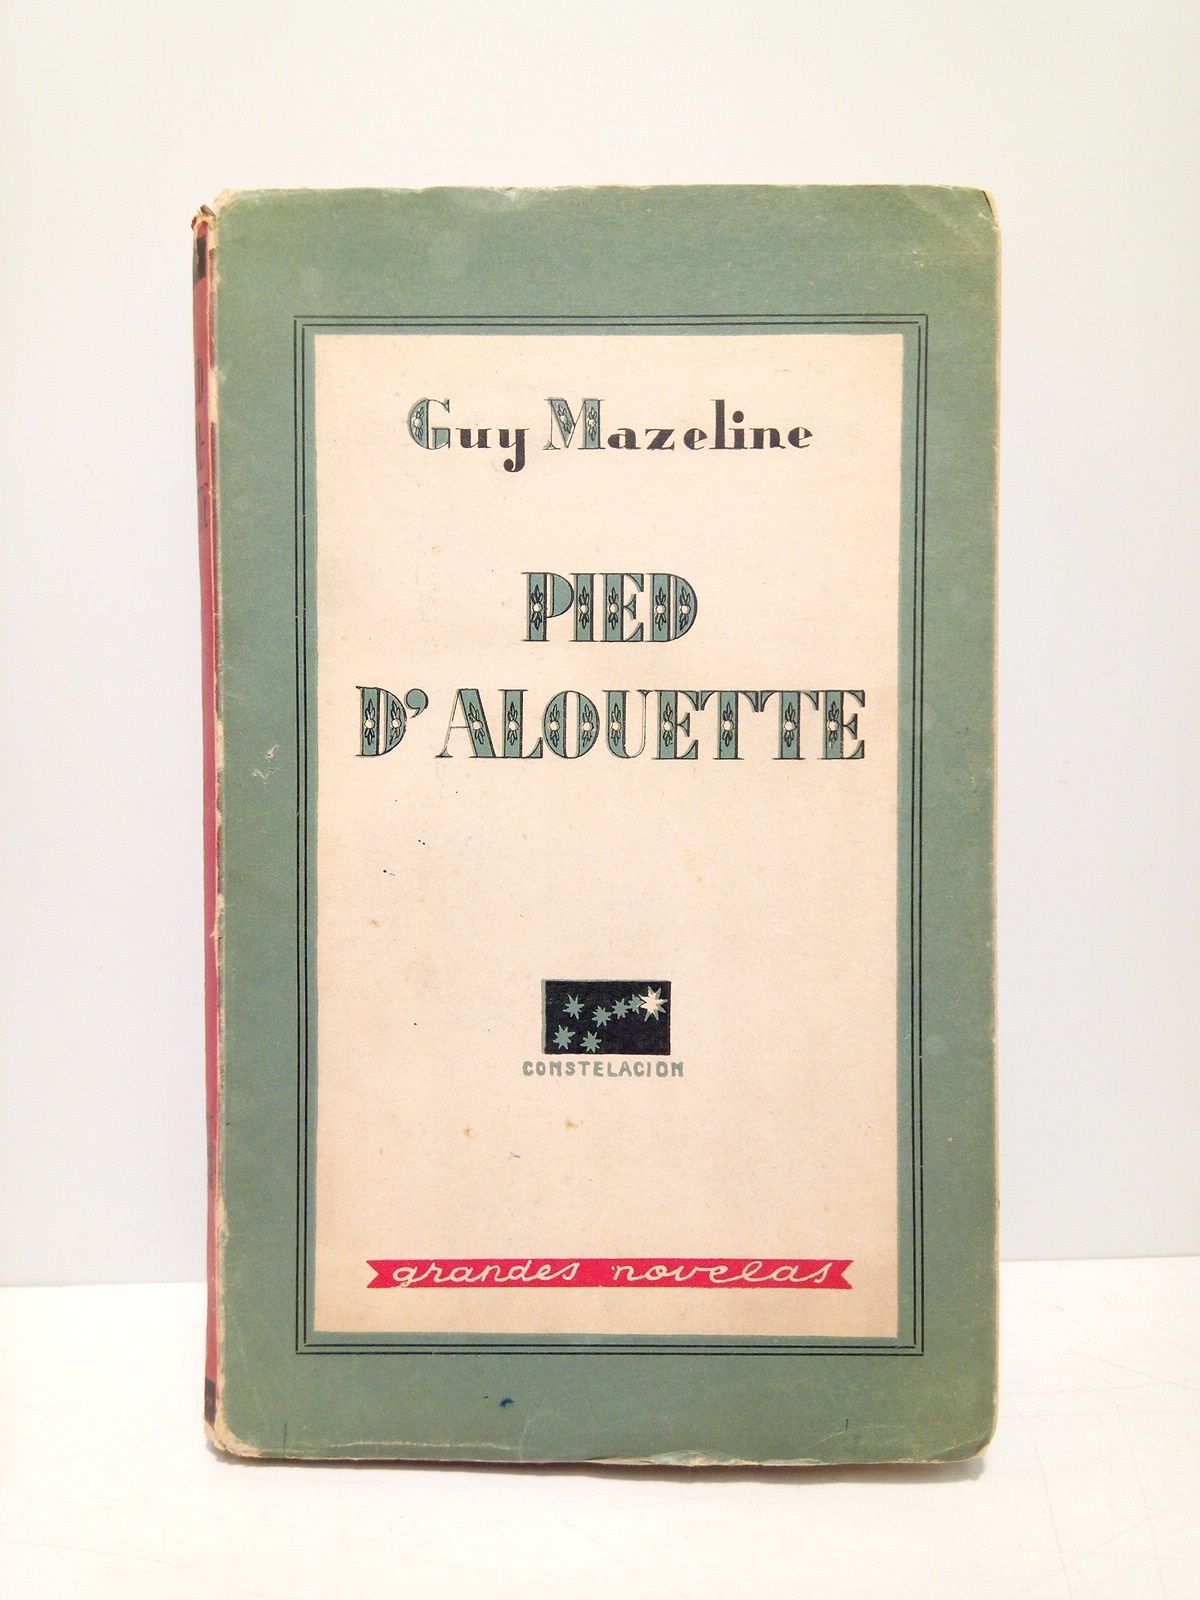 Guy Mazeline
PIED
D'ALOUETTE
CONSTELACION
grandes novelas